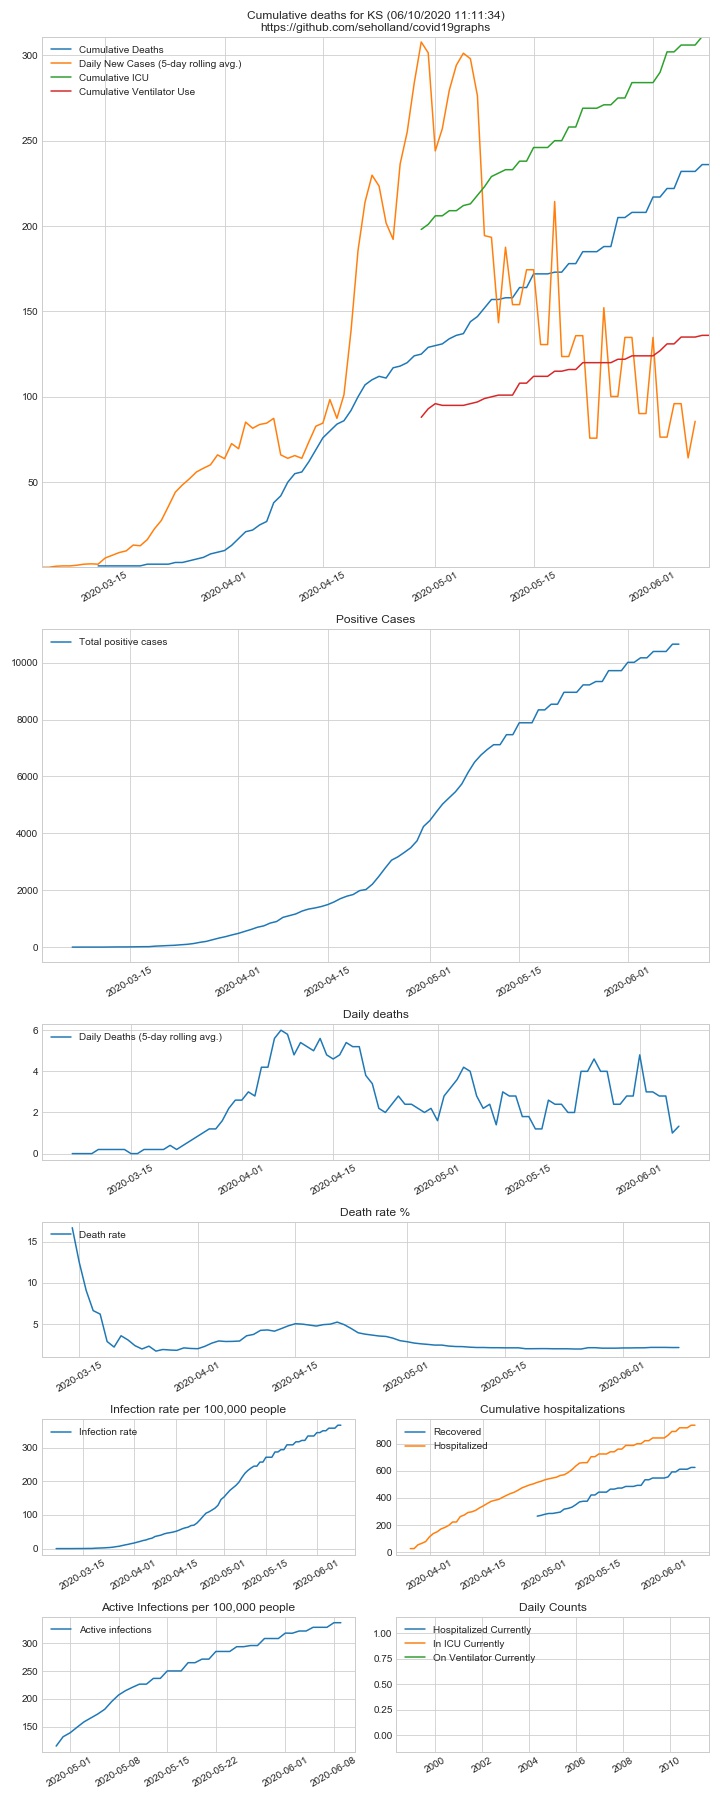 Cumulative deaths for KS (06/10/2020 11:11:34)
https://github.com/seholland/covid19graphs
Cumulative Deaths
Daily New Cases (5-day rolling avg.)
Cumulative ICU
Cumulative Ventilator Use
300
250
200
150
100
50
2020-03-15 2020-04-01 2020-04-15 2020-05-01 2020-05-15 2020-06-01
Positive Cases
Total positive cases
10000
8000
6000
4000
2000
0
2020-03-15 2020-04-01 2020-04-15 2020-05-01 2020-05-15 2020-06-01
Daily deaths
Daily Deaths (5-day rolling avg.)
6
4
2
0
2020-03-15 2020-04-01 2020-04-15 2020-05-01 2020-05-15 2020-06-01
Death rate %
Death rate
15
10
5
2020-03-15 2020-04-01 2020-04-15 2020-05-01 2020-05-15 2020-06-01
Infection rate per 100,000 people
Infection rate
300
200
100
0
2020-03-15 2020-04-01 2020-04-15 2020-05-01 2020-05-15 2020-06-01
Cumulative hospitalizations
Recovered
Hospitalized
800
600
400
200
0
2020-04-01 2020-04-15 2020-05-01 2020-05-15 2020-06-01
Active Infections per 100,000 people
Active infections
300
250
200
150
2020-05-01 2020-05-08 2020-05-15 2020-05-22 2020-06-01 2020-06-08
Daily Counts
Hospitalized Currently
In ICU Currently
On Ventilator Currently
1.00
0.75
0.50
0.25
0.00
2000 2002 2004 2006 2008 2010